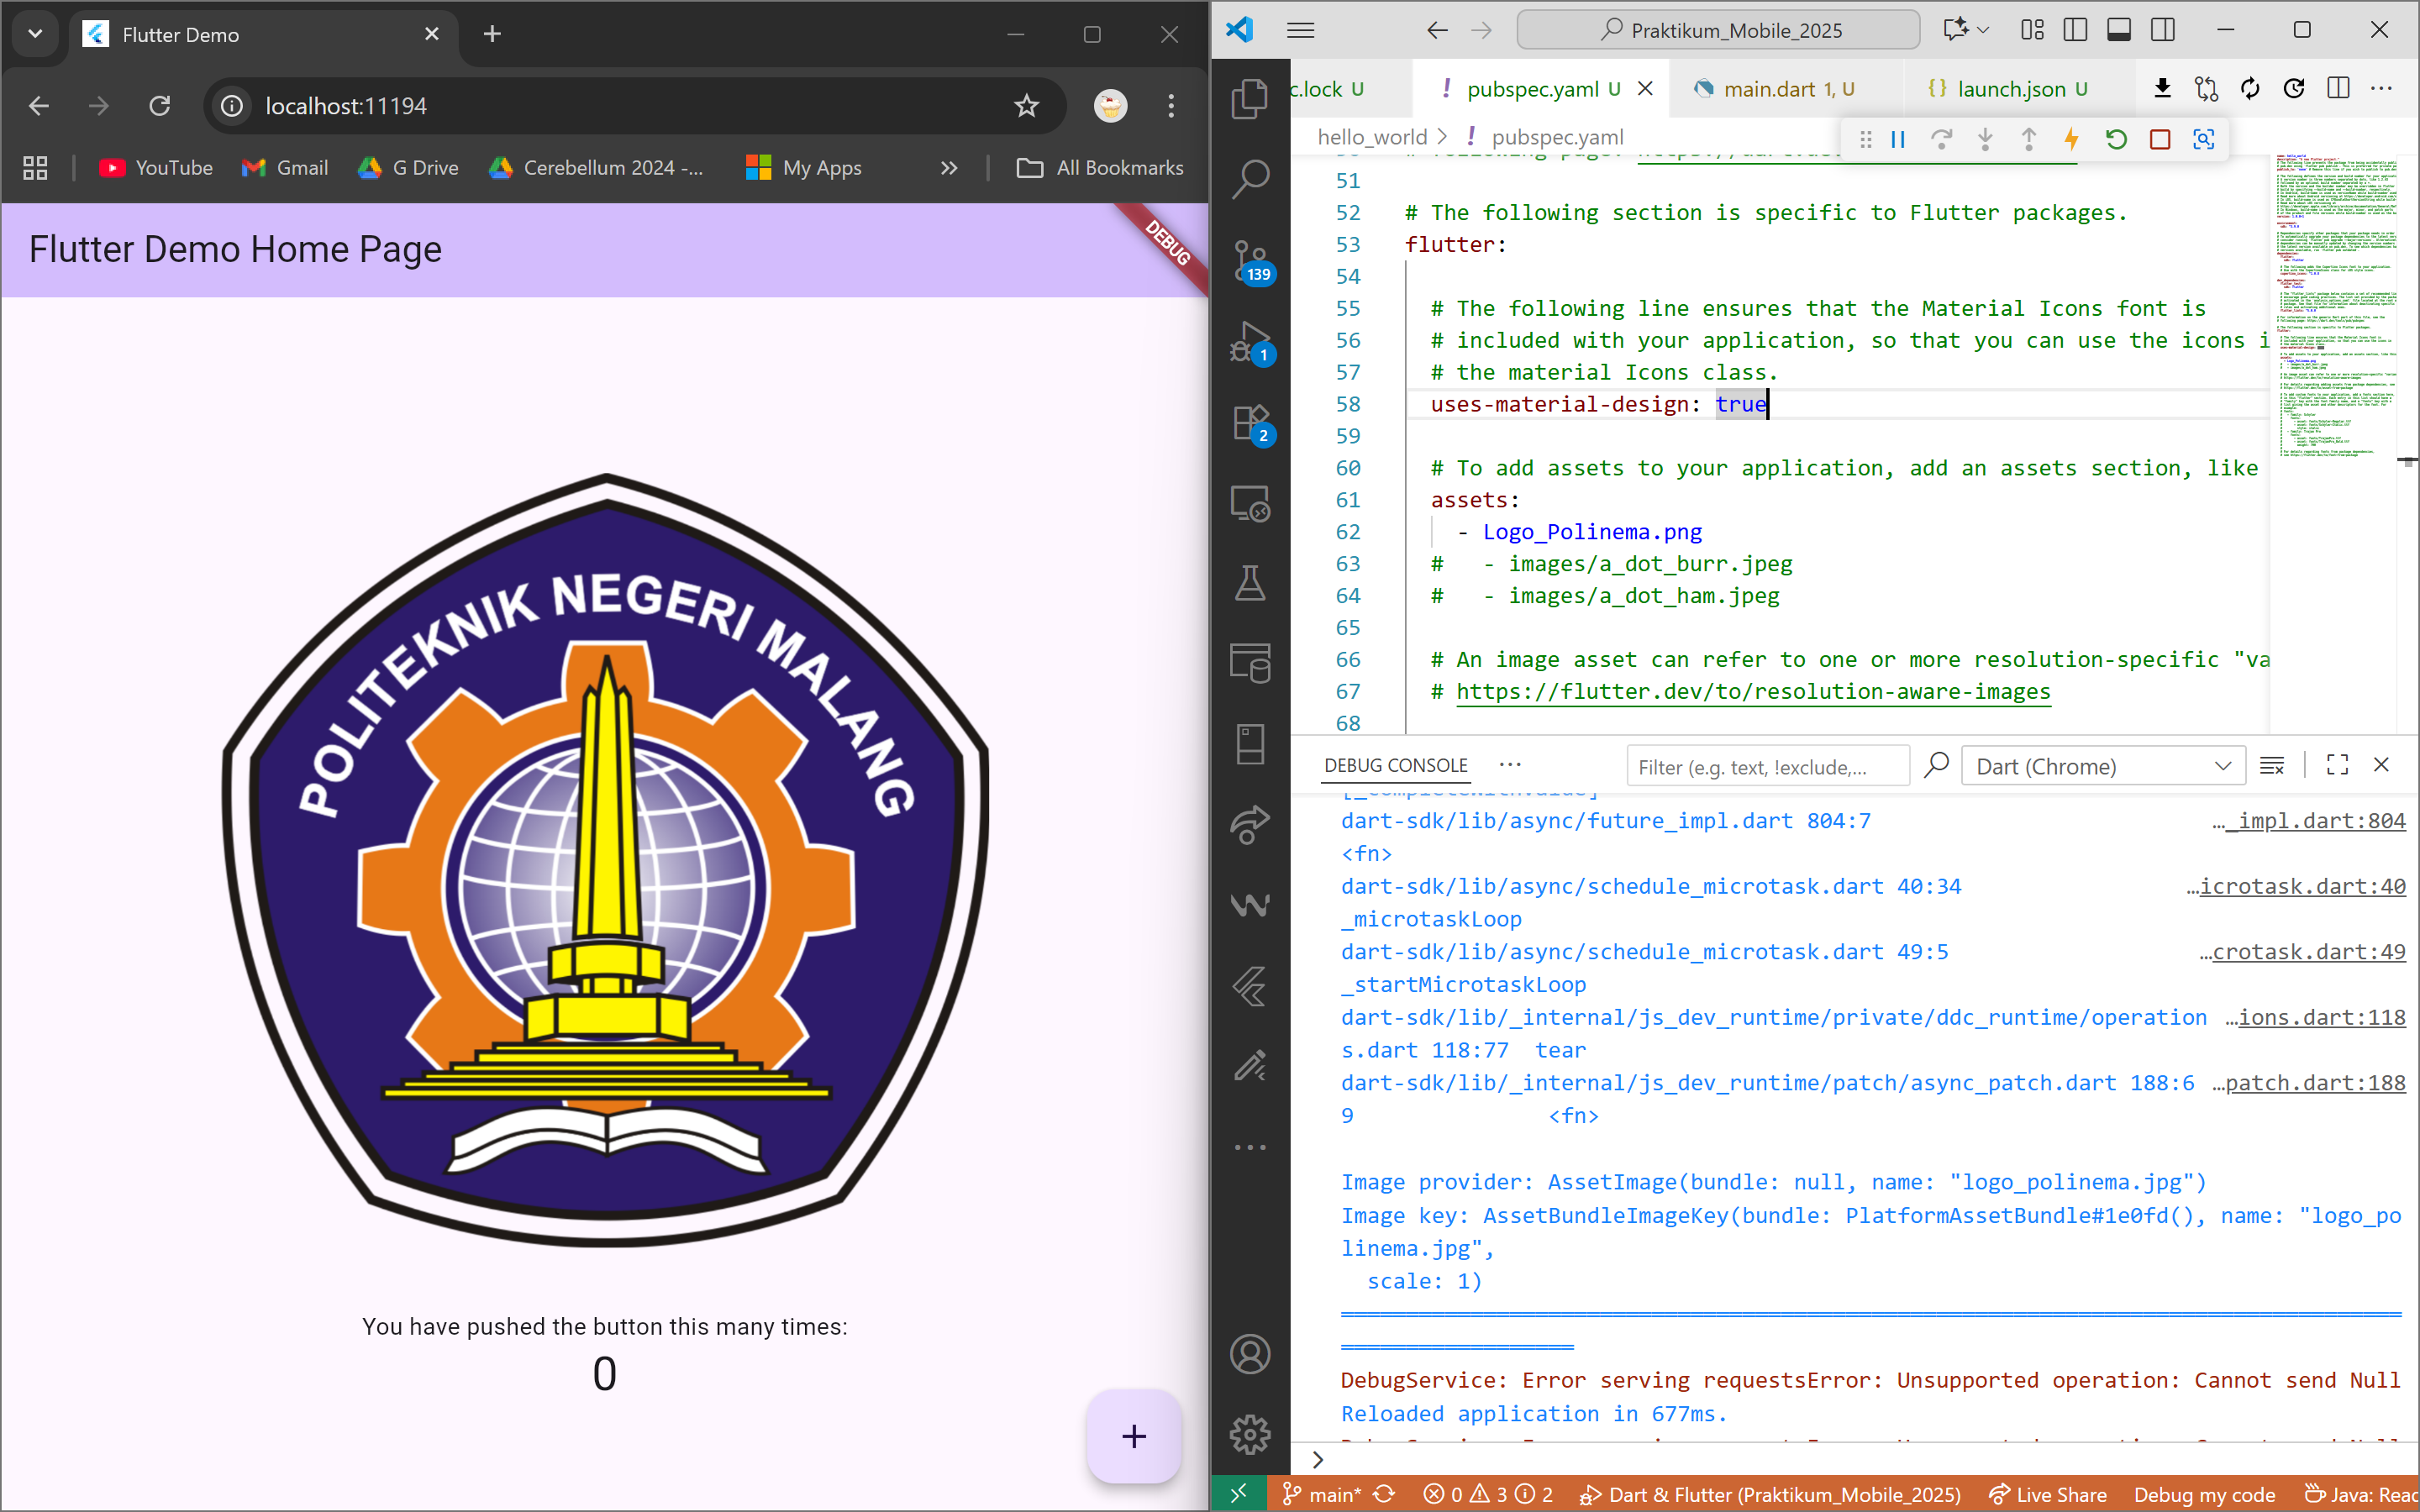 Flutter Demo
localhost:11194
YouTube
Gmail
G Drive
Cerebellum 2024 -...
My Apps
»
All Bookmarks
Flutter Demo Home Page
DEBUG
POLITEKNIK NEGERI MALANG
You have pushed the button this many times:
0
+
Praktikum_Mobile_2025
c.lock U
! pubspec.yaml U
main.dart 1, U
{} launch.json U
hello_world > ! pubspec.yaml
139
1
2
51
52 # The following section is specific to Flutter packages.
53 flutter:
54
55 # The following line ensures that the Material Icons font is
56 # included with your application, so that you can use the icons i
57 # the material Icons class.
58 uses-material-design: true
59
60 # To add assets to your application, add an assets section, like
61 assets:
62 - Logo_Polinema.png
63 # - images/a_dot_burr.jpeg
64 # - images/a_dot_ham.jpeg
65
66 # An image asset can refer to one or more resolution-specific "va
67 # https://flutter.dev/to/resolution-aware-images
68
DEBUG CONSOLE
Filter (e.g. text, !exclude,...
Dart (Chrome)
dart-sdk/lib/async/future_impl.dart 804:7 …_impl.dart:804
<fn>
dart-sdk/lib/async/schedule_microtask.dart 40:34 …icrotask.dart:40
_microtaskLoop
dart-sdk/lib/async/schedule_microtask.dart 49:5 …crotask.dart:49
_startMicrotaskLoop
dart-sdk/lib/_internal/js_dev_runtime/private/ddc_runtime/operation …ions.dart:118
s.dart 118:77 tear
dart-sdk/lib/_internal/js_dev_runtime/patch/async_patch.dart 188:6 …patch.dart:188
9 <fn>
Image provider: AssetImage(bundle: null, name: "logo_polinema.jpg")
Image key: AssetBundleImageKey(bundle: PlatformAssetBundle#1e0fd(), name: "logo_po
linema.jpg",
scale: 1)
DebugService: Error serving requestsError: Unsupported operation: Cannot send Null
Reloaded application in 677ms.
>
main* 0 3 2 Dart & Flutter (Praktikum_Mobile_2025) Live Share Debug my code Java: Reac